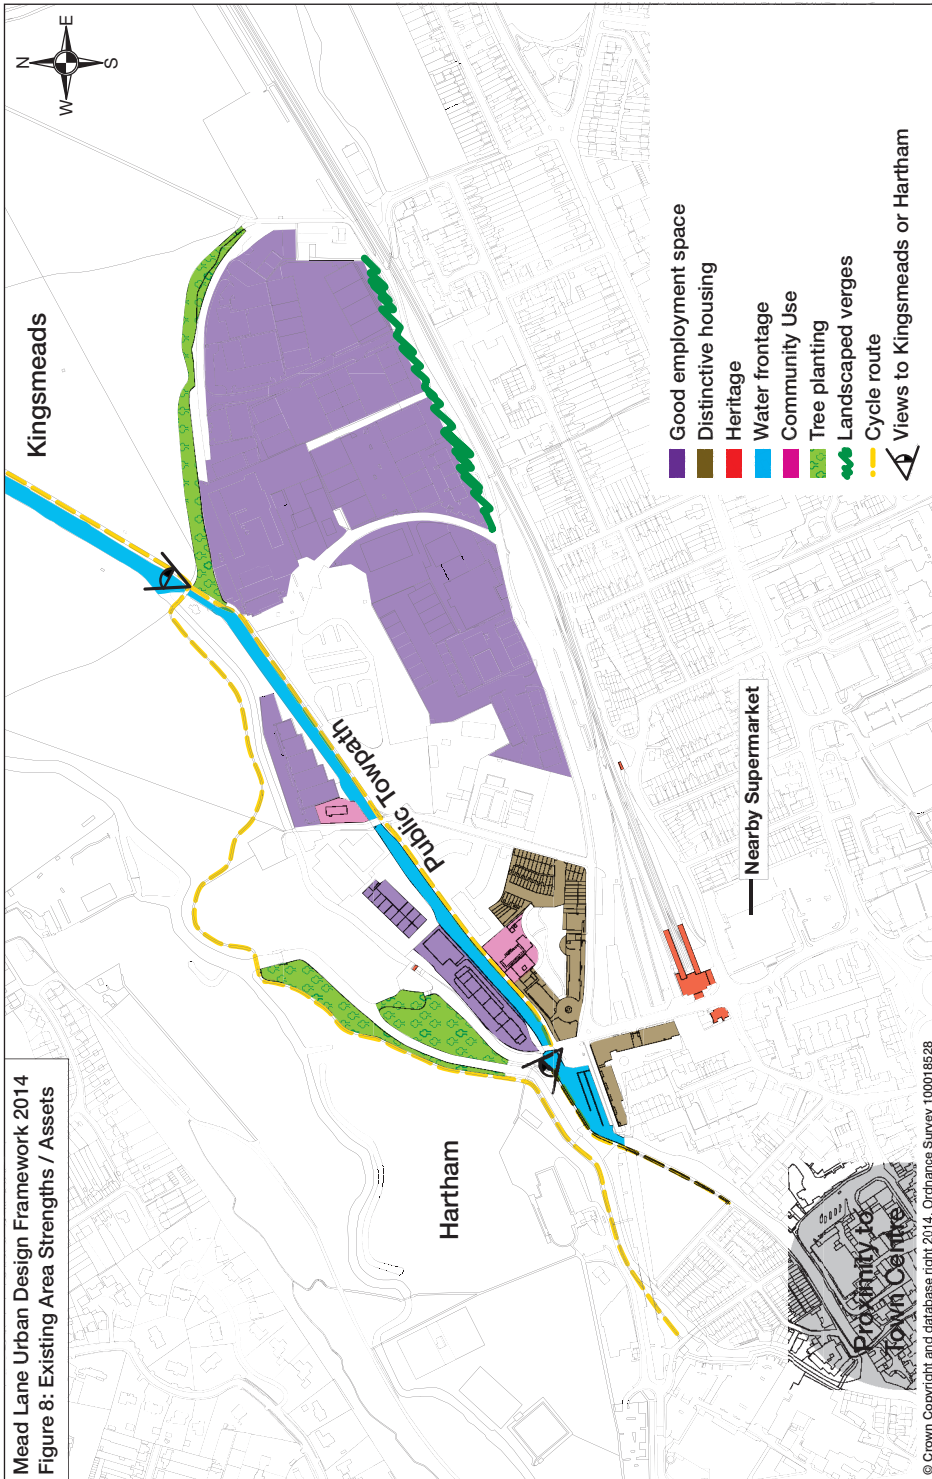 Mead Lane Urban Design Framework 2014
Figure 8: Existing Area Strengths / Assets
N
E
S
W
Kingsmeads
Hartham
Public Towpath
Nearby Supermarket
Proximity to
Town Centre
Good employment space
Distinctive housing
Heritage
Water frontage
Community Use
Tree planting
Landscaped verges
Cycle route
Views to Kingsmeads or Hartham
© Crown Copyright and database right 2014. Ordnance Survey 100018528